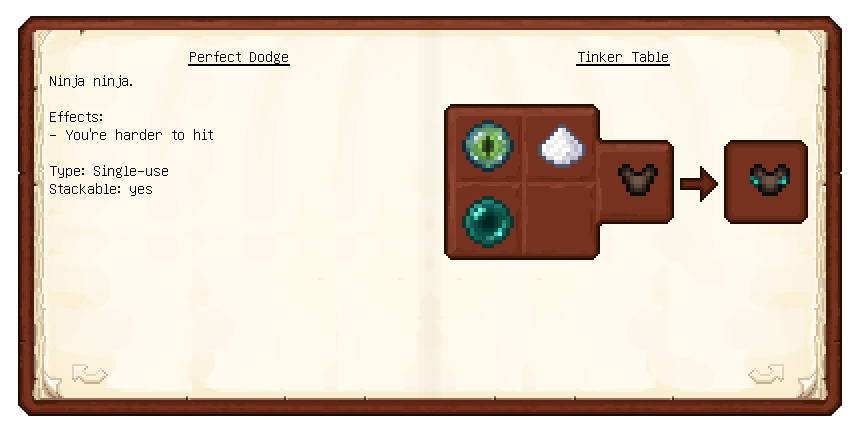 Perfect Dodge
Ninja ninja.
Effects:
- You're harder to hit
Type: Single-use
Stackable: yes
Tinker Table